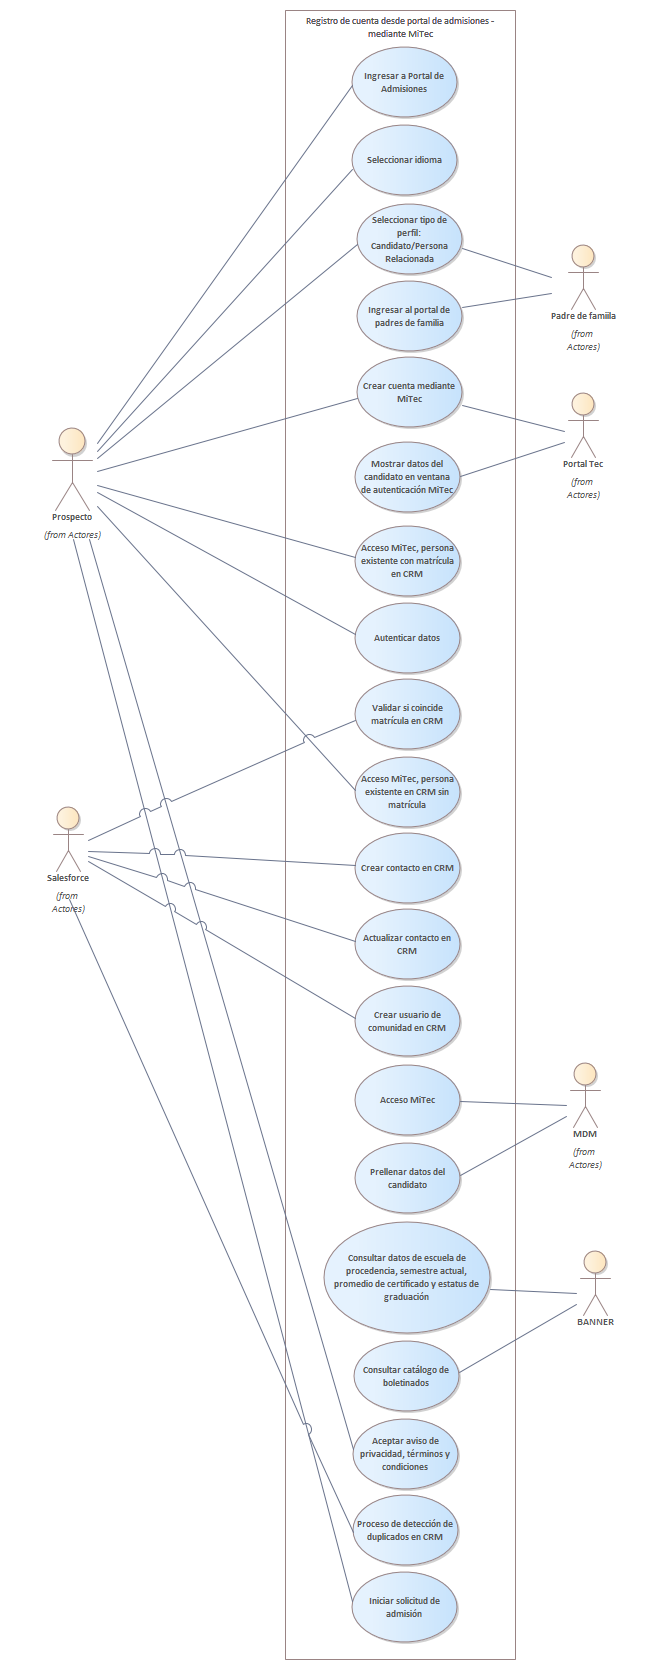 Registro de cuenta desde portal de admisiones -
mediante MiTec
Ingresar a Portal de
Admisiones
Seleccionar idioma
Seleccionar tipo de
perfil:
Candidato/Persona
Relacionada
Ingresar al portal de
padres de familia
Padre de famiila
(from
Actores)
Crear cuenta mediante
MiTec
Portal Tec
(from
Actores)
Mostrar datos del
candidato en ventana
de autenticación MiTec
Prospecto
(from Actores)
Acceso MiTec, persona
existente con matrícula
en CRM
Autenticar datos
Validar si coincide
matrícula en CRM
Acceso MiTec, persona
existente en CRM sin
matrícula
Salesforce
(from
Actores)
Crear contacto en CRM
Actualizar contacto en
CRM
Crear usuario de
comunidad en CRM
Acceso MiTec
MDM
(from
Actores)
Prellenar datos del
candidato
Consultar datos de escuela de
procedencia, semestre actual,
promedio de certificado y estatus de
graduación
BANNER
Consultar catálogo de
boletinados
Aceptar aviso de
privacidad, términos y
condiciones
Proceso de detección de
duplicados en CRM
Iniciar solicitud de
admisión